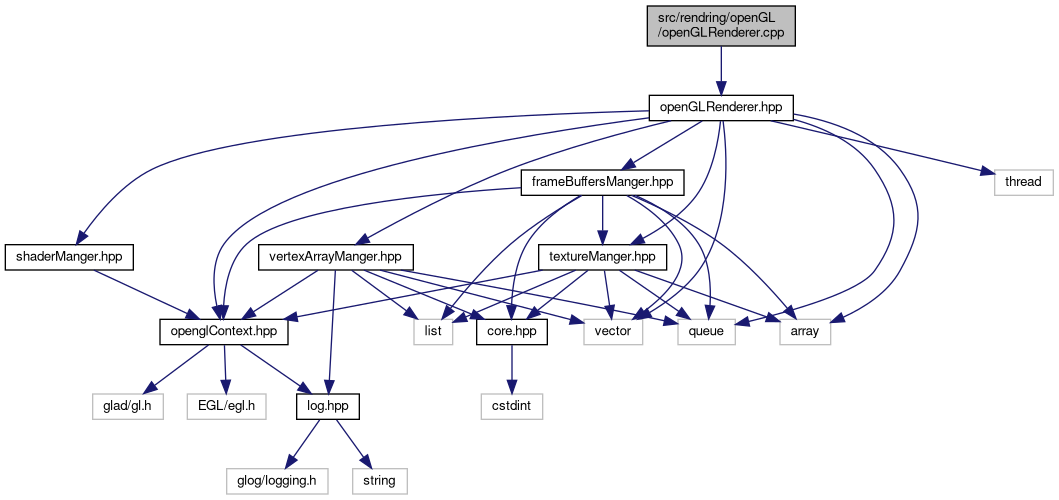 src/rendring/openGL
/openGLRenderer.cpp
openGLRenderer.hpp
frameBuffersManger.hpp
thread
shaderManger.hpp
vertexArrayManger.hpp
textureManger.hpp
openglContext.hpp
list
core.hpp
vector
queue
array
glad/gl.h
EGL/egl.h
log.hpp
cstdint
glog/logging.h
string